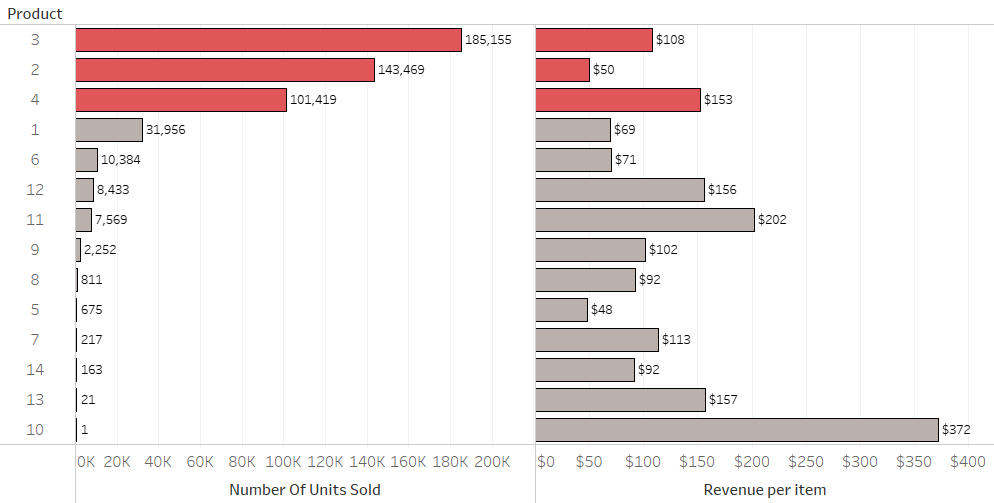 Product
3 185,155 $108
2 143,469 $50
4 101,419 $153
1 31,956 $69
6 10,384 $71
12 8,433 $156
11 7,569 $202
9 2,252 $102
8 811 $92
5 675 $48
7 217 $113
14 163 $92
13 21 $157
10 1 $372
0K 20K 40K 60K 80K 100K 120K 140K 160K 180K 200K $0 $50 $100 $150 $200 $250 $300 $350 $400
Number Of Units Sold Revenue per item